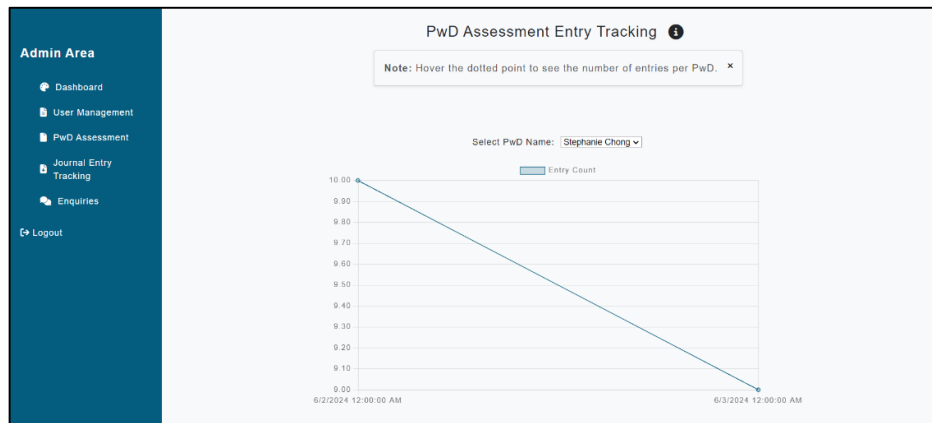 Admin Area
Dashboard
User Management
PwD Assessment
Journal Entry
Tracking
Enquiries
Logout
PwD Assessment Entry Tracking
Note: Hover the dotted point to see the number of entries per PwD. ×
Select PwD Name: Stephanie Chong
Entry Count
10.00
9.90
9.80
9.70
9.60
9.50
9.40
9.30
9.20
9.10
9.00
6/2/2024 12:00:00 AM 6/3/2024 12:00:00 AM